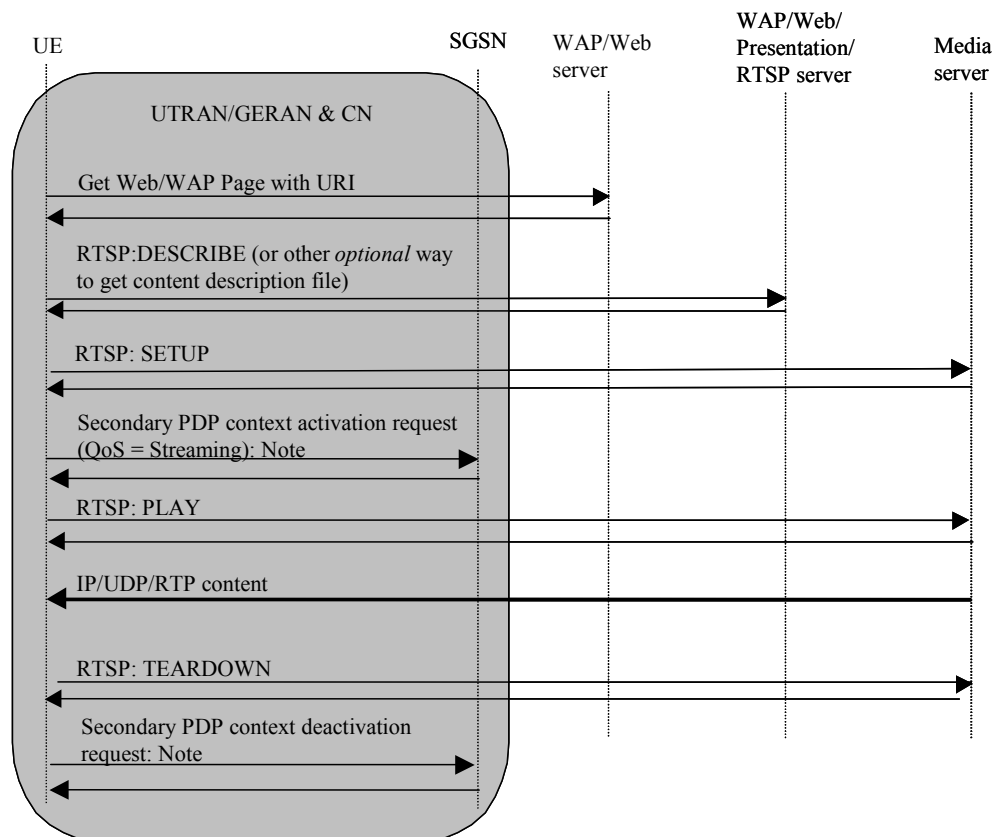 UE
SGSN
WAP/Web
server
WAP/Web/
Presentation/
RTSP server
Media
server
UTRAN/GERAN & CN
Get Web/WAP Page with URI
RTSP:DESCRIBE (or other optional way
to get content description file)
RTSP: SETUP
Secondary PDP context activation request
(QoS = Streaming): Note
RTSP: PLAY
IP/UDP/RTP content
RTSP: TEARDOWN
Secondary PDP context deactivation
request: Note